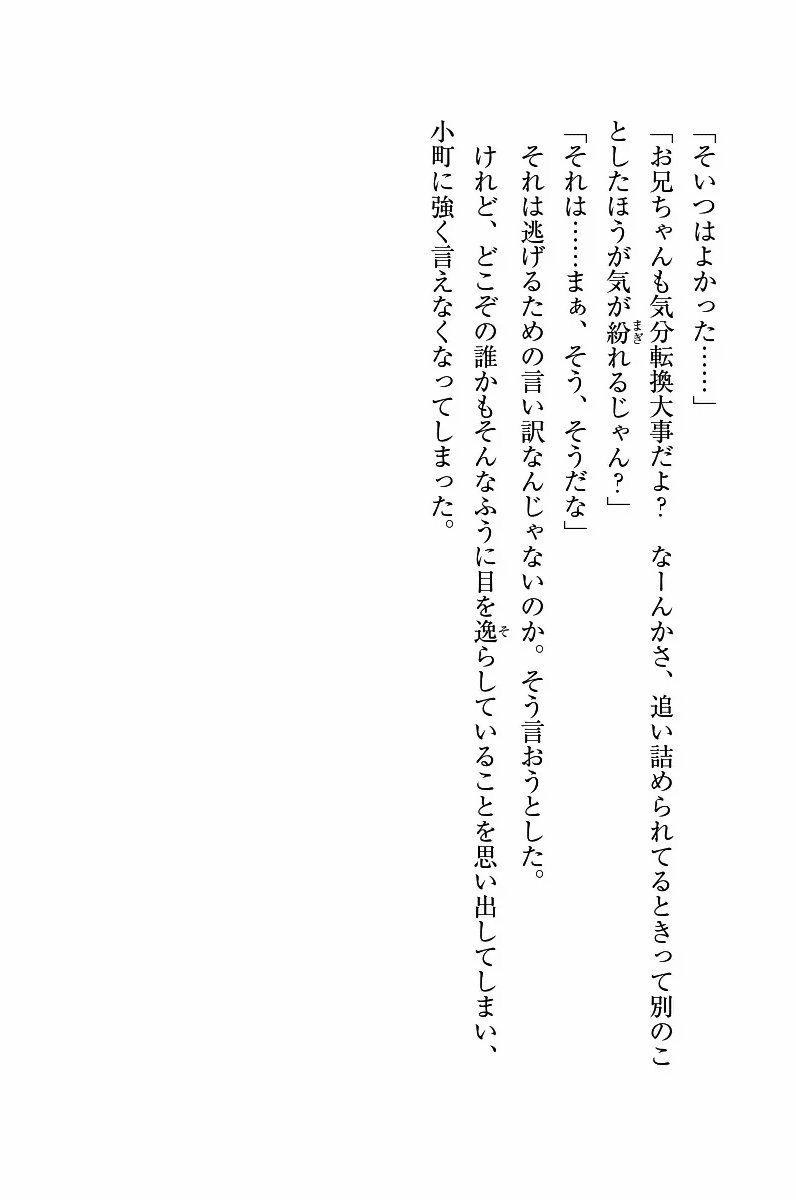 「そいつはよかった……」
「お兄ちゃんも気分転換大事だよ？　なーんかさ、追い詰められてるときって別のこ
としたほうが気が紛れるじゃん？」
「それは……まぁ、そう、そうだな」
　それは逃げるための言い訳なんじゃないのか。そう言おうとした。
　けれど、どこぞの誰かもそんなふうに目を逸らしていることを思い出してしまい、
小町に強く言えなくなってしまった。
まぎ
そ